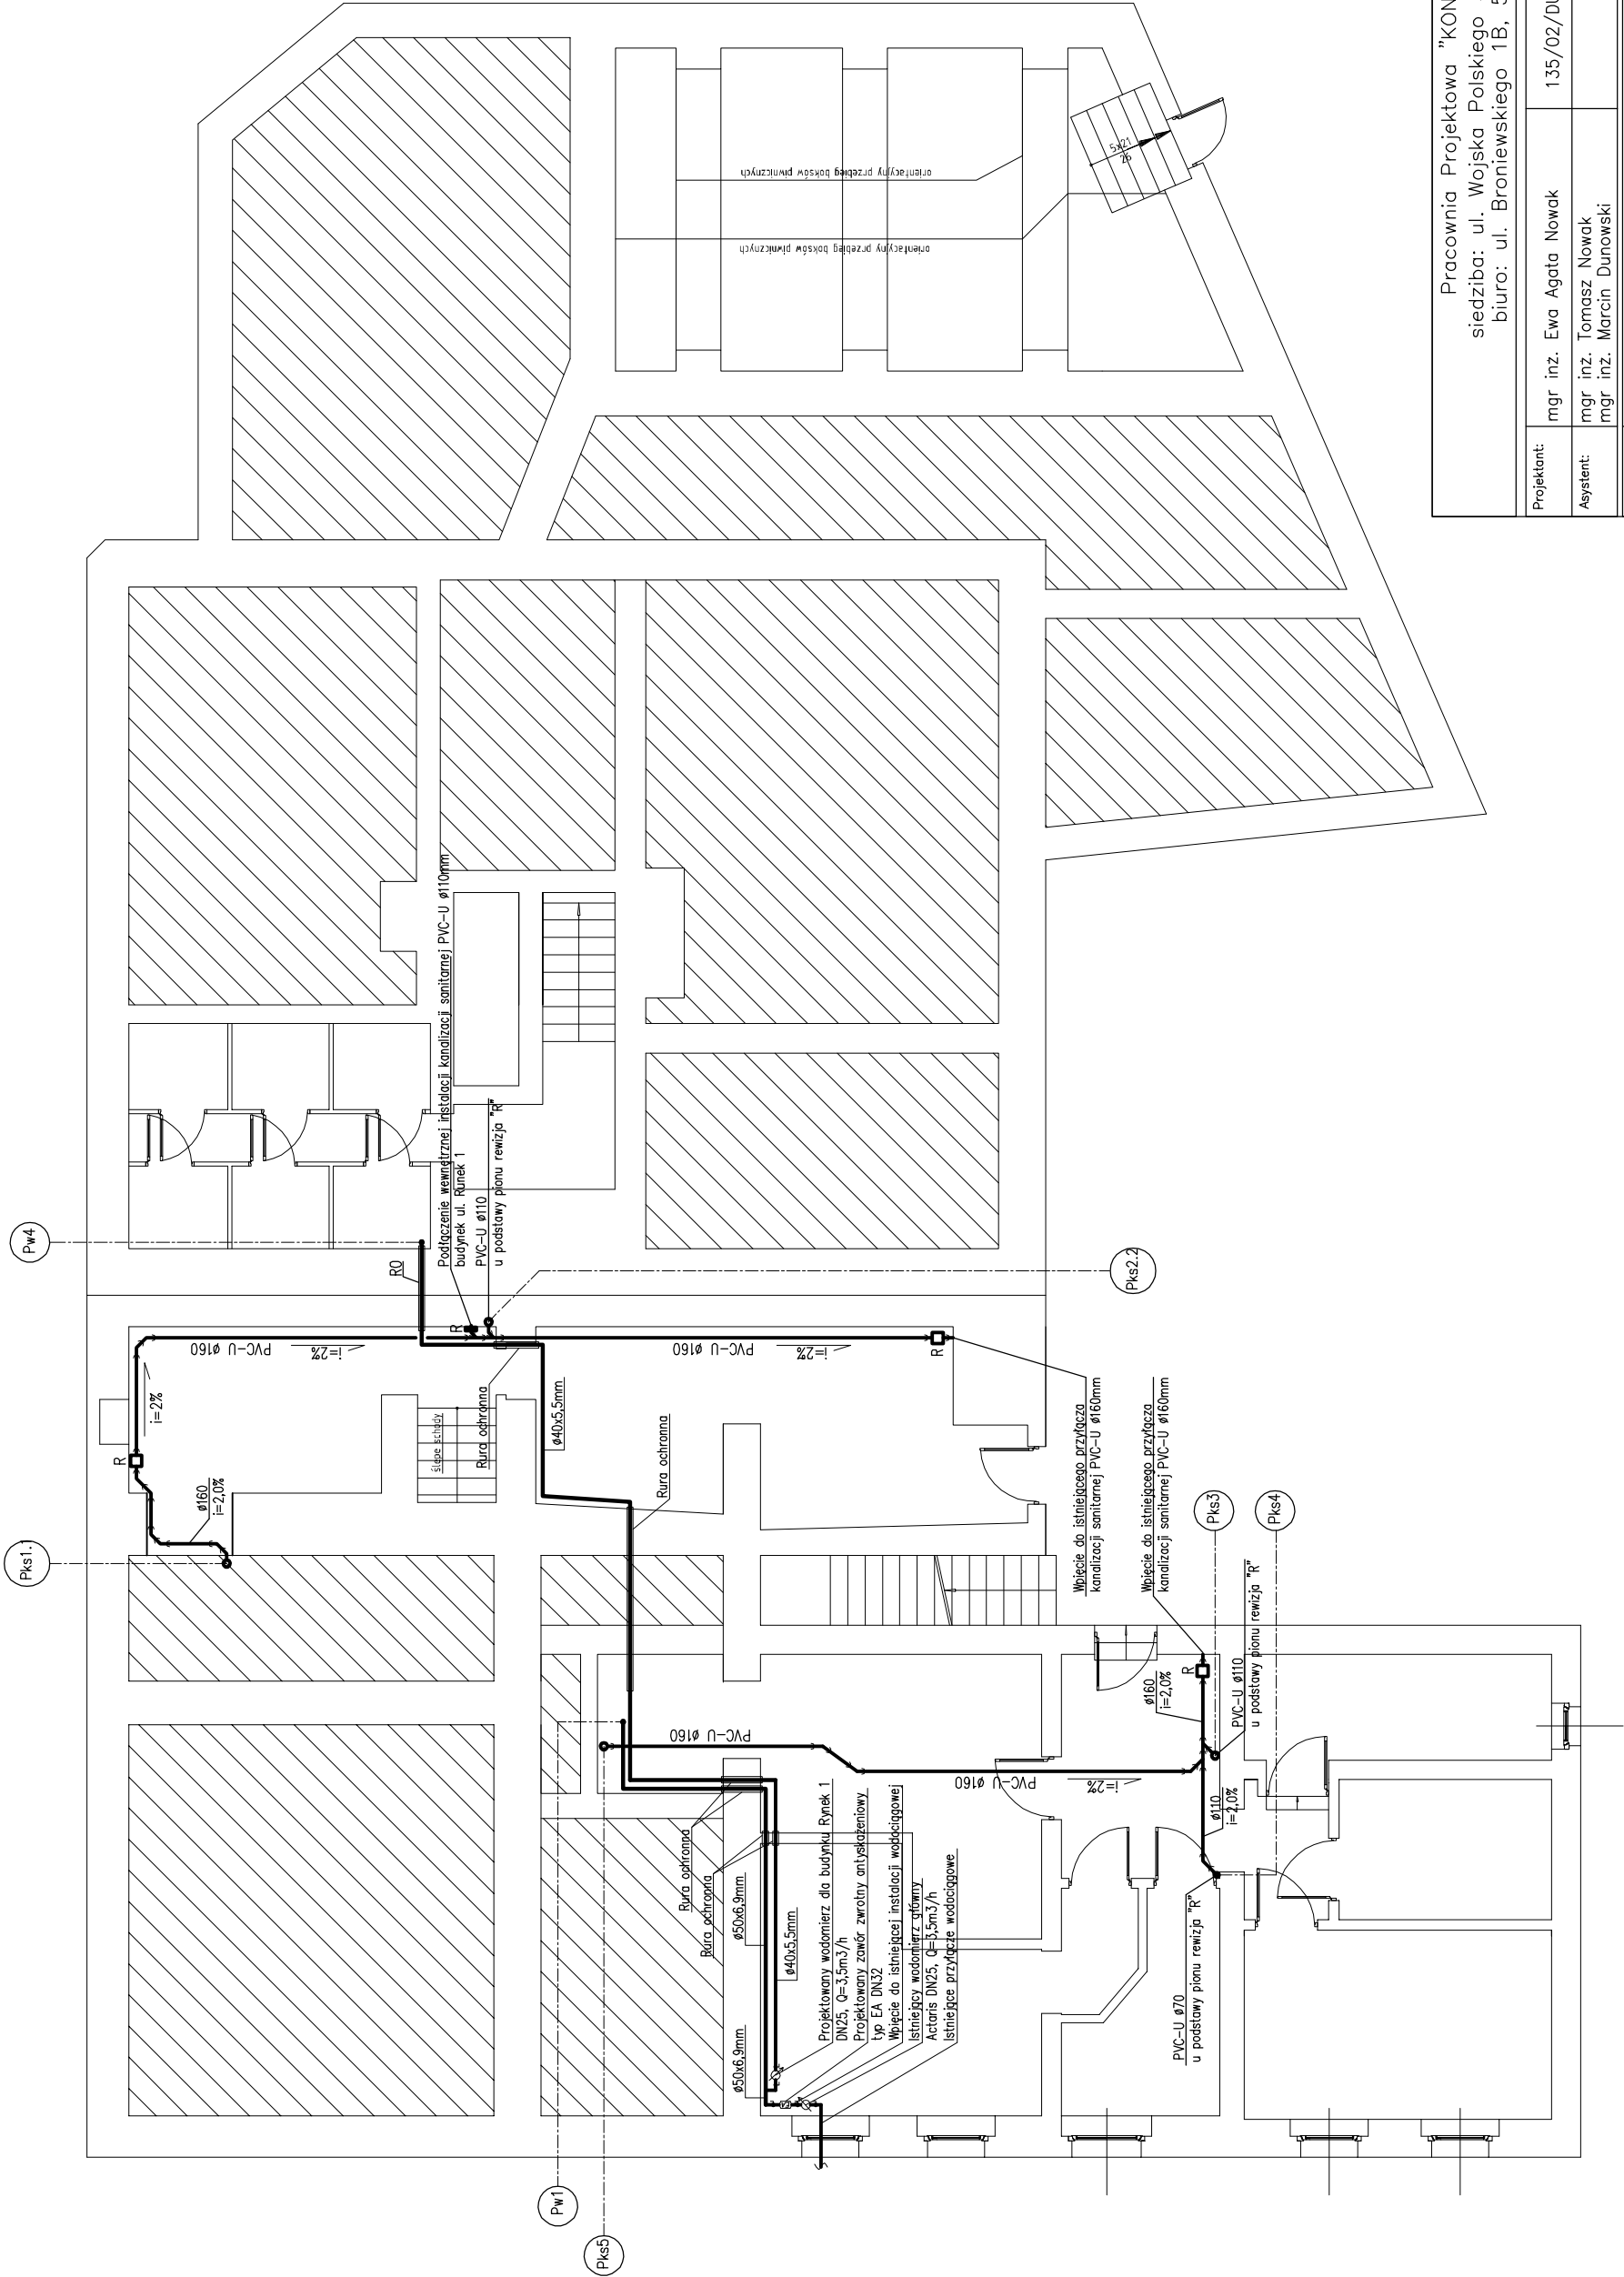 Pw4
Pks1.1
Pw1
Pks5
Pks2.2
Pks3
Pks4
RO
Podłączenie wewnętrznej instalacji kanalizacji sanitarnej PVC-U ø110mm
budynek ul. Runek 1
PVC-U ø110
u podstawy pionu rewizja "R"
R
PVC-U ø160
i=2%
PVC-U ø160
i=2%
R
i=2%
R
ø160
i=2,0%
ślepe schody
Rura ochronna
ø40x5,5mm
Rura ochronna
Wpięcie do istniejącego przyłącza
kanalizacji sanitarnej PVC-U ø160mm
Wpięcie do istniejącego przyłącza
kanalizacji sanitarnej PVC-U ø160mm
PVC-U ø110
u podstawy pionu rewizja "R"
ø160
i=2,0%
R
PVC-U ø160
PVC-U ø160
i=2%
ø110
i=2,0%
PVC-U ø70
u podstawy pionu rewizja "R"
Rura ochronna
Rura ochronna
ø50x6,9mm
ø40x5,5mm
ø50x6,9mm
Projektowany wodomierz dla budynku Rynek 1
DN25, Q=3,5m3/h
Projektowany zawór zwrotny antyskażeniowy
typ EA DN32
Wpięcie do istniejącej instalacji wodociągowej
Istniejący wodomierz główny
Actaris DN25, Q=3,5m3/h
Istniejące przyłącze wodociągowe
orientacyjny przebieg boksów piwnicznych
orientacyjny przebieg boksów piwnicznych
5x21
26
Pracownia Projektowa "KON
siedziba: ul. Wojska Polskiego
biuro: ul. Broniewskiego 1B, 5
Projektant:
mgr inż. Ewa Agata Nowak
135/02/DU
Asystent:
mgr inż. Tomasz Nowak
mgr inż. Marcin Dunowski